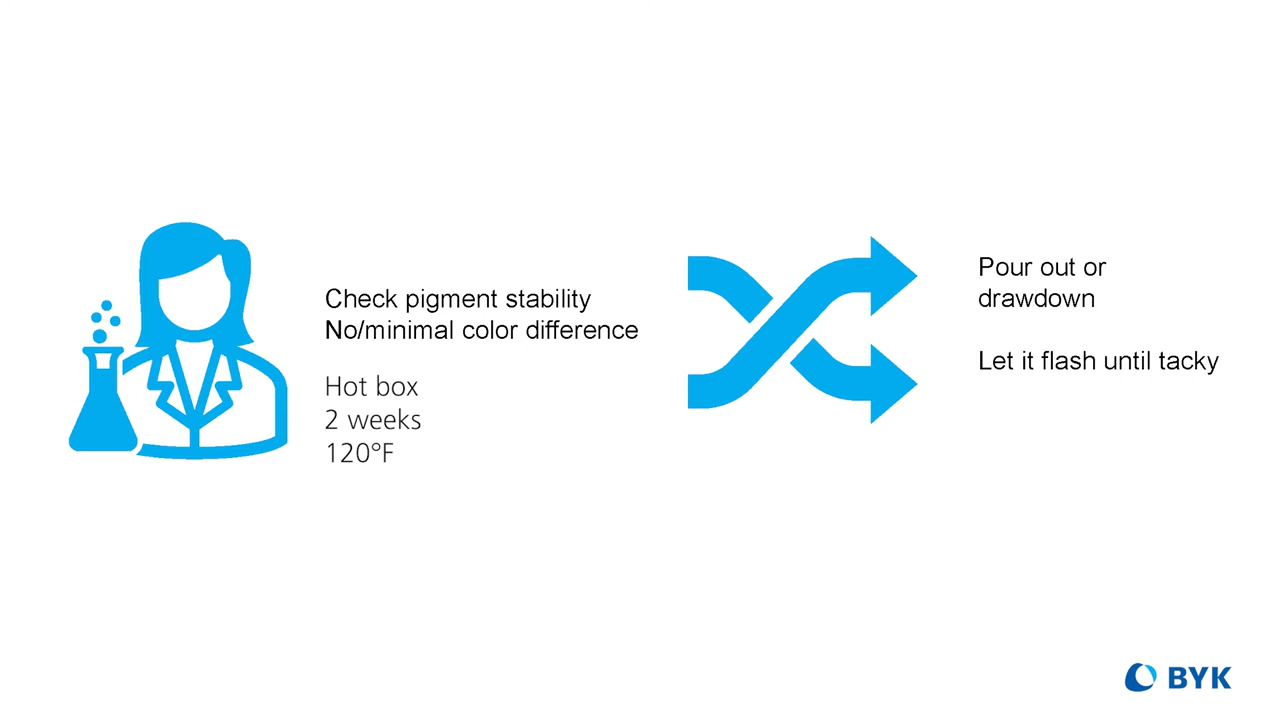 Check pigment stability
No/minimal color difference
Hot box
2 weeks
120°F
Pour out or
drawdown
Let it flash until tacky
BYK